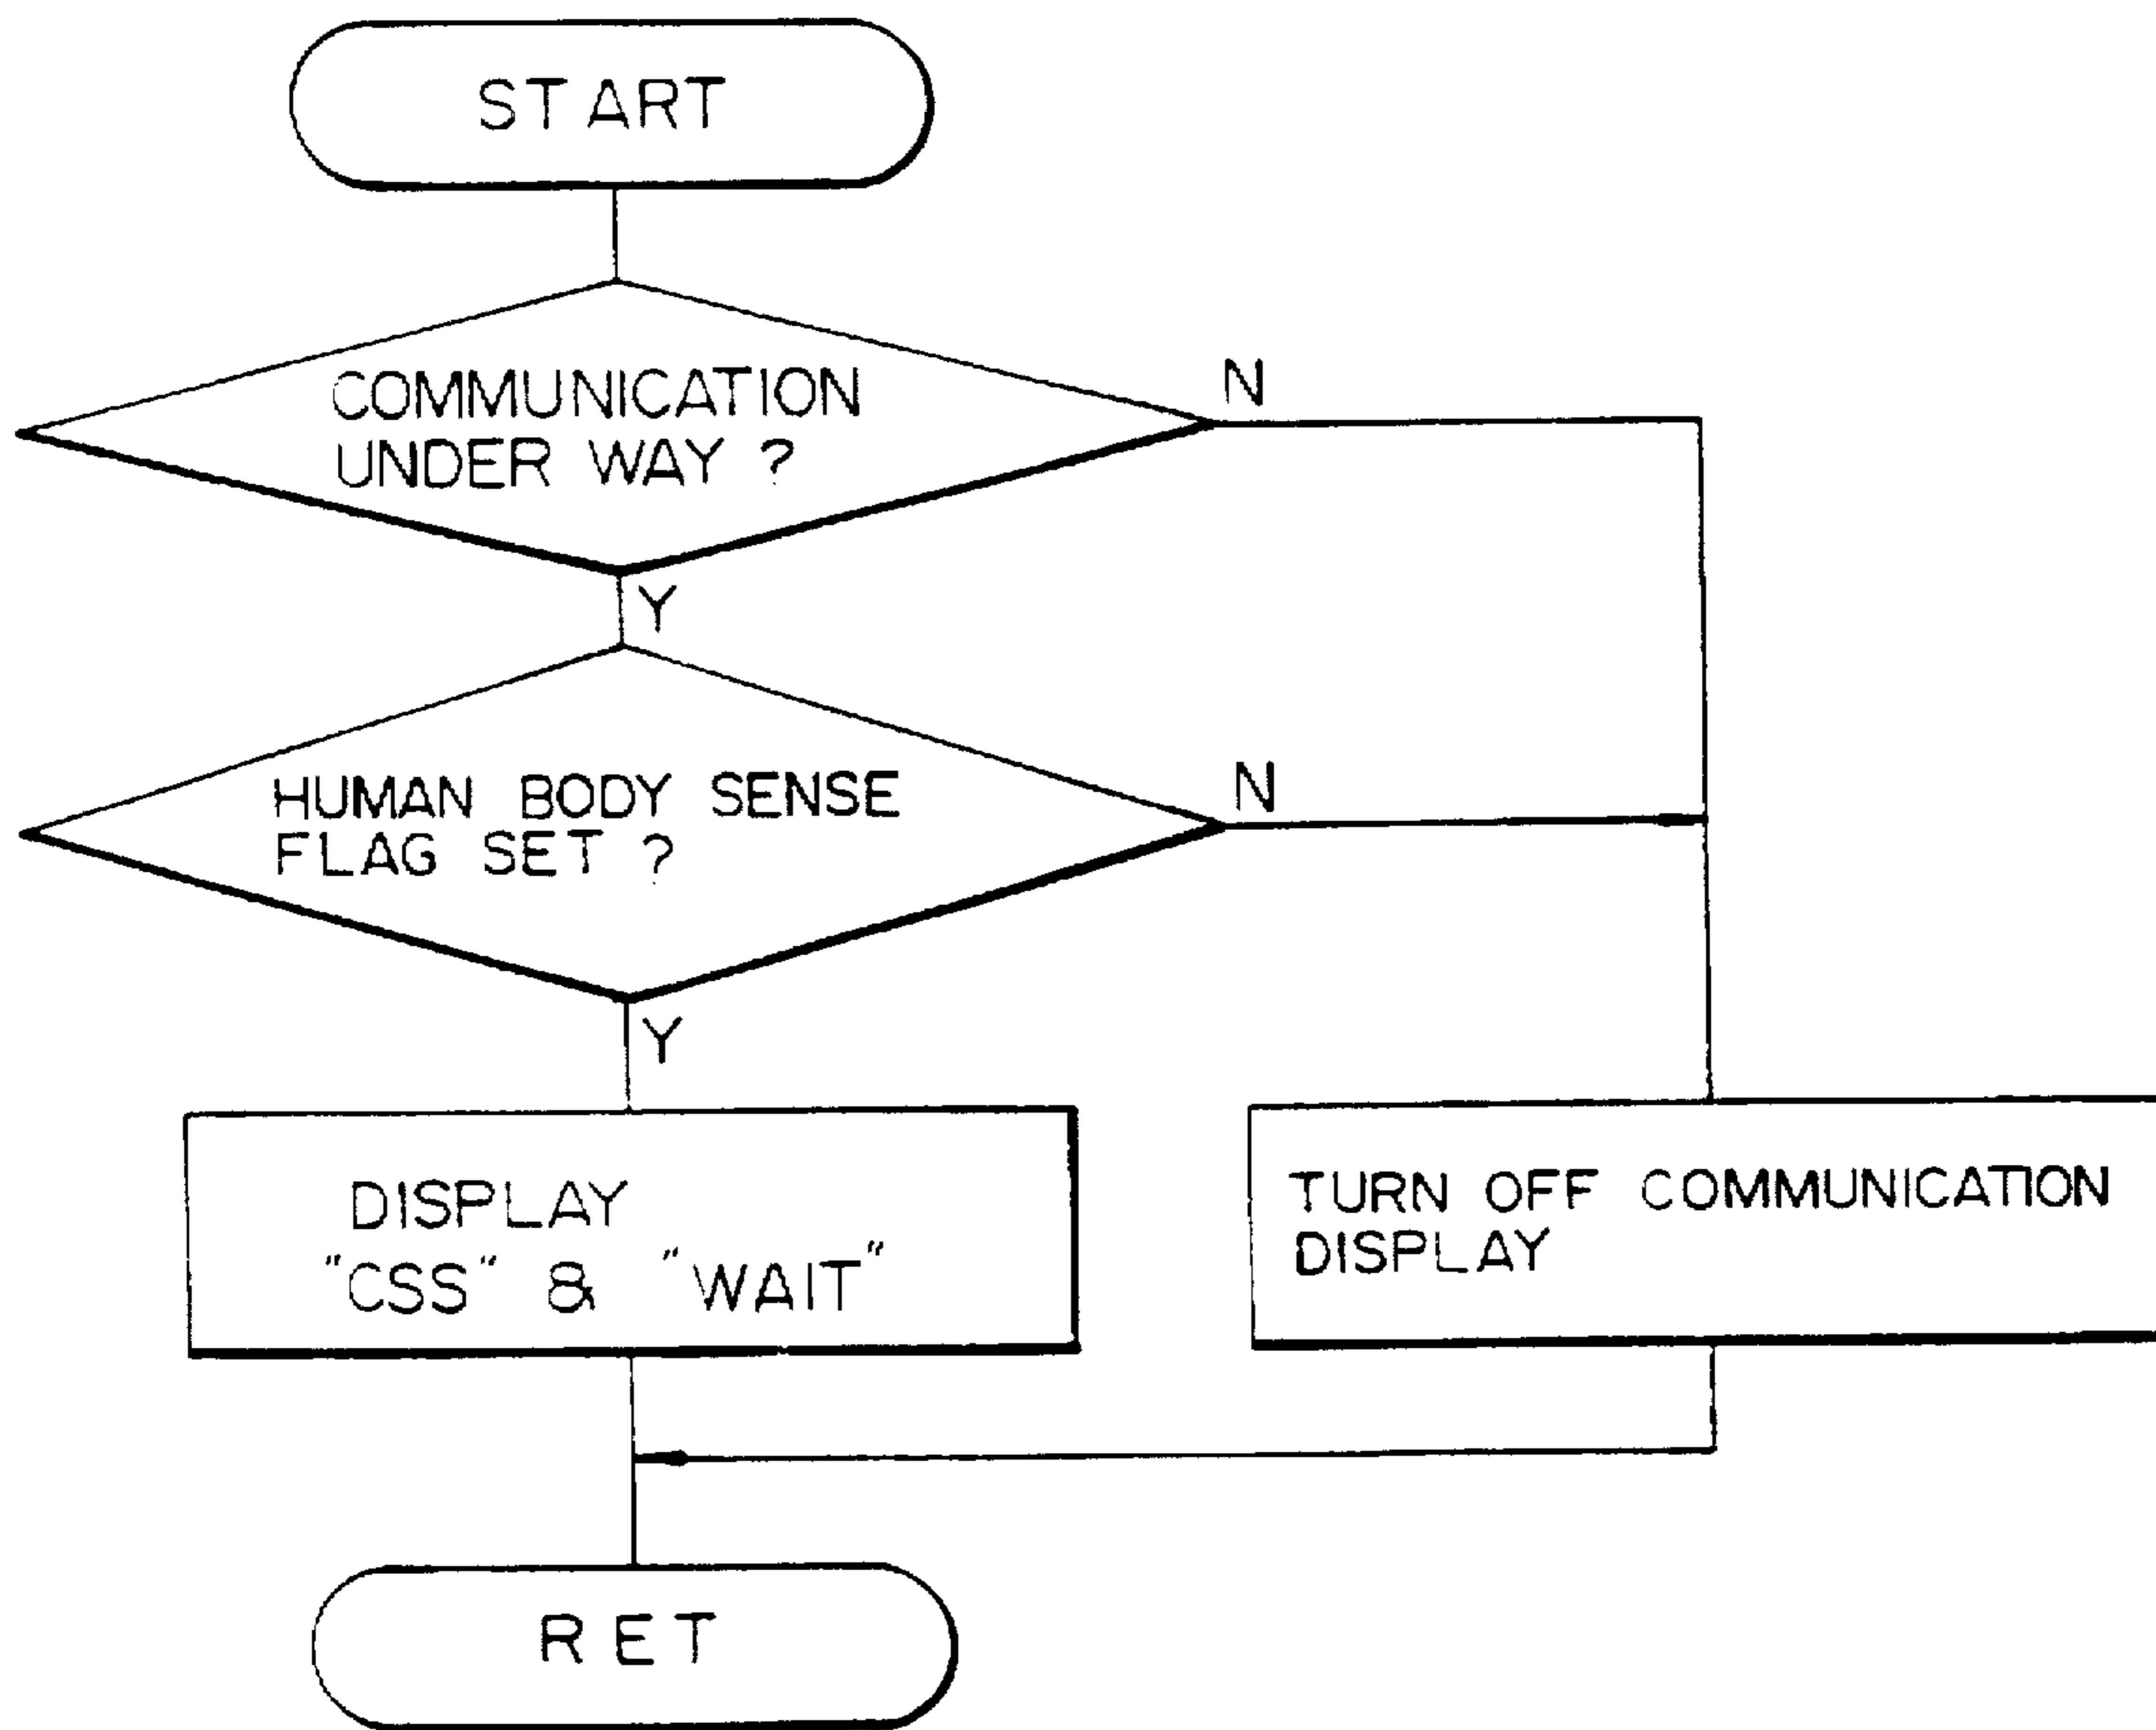 START
COMMUNICATION
UNDER WAY ?
N
Y
HUMAN BODY SENSE
FLAG SET ?
N
Y
DISPLAY
"CSS" & "WAIT"
TURN OFF COMMUNICATION
DISPLAY
RET